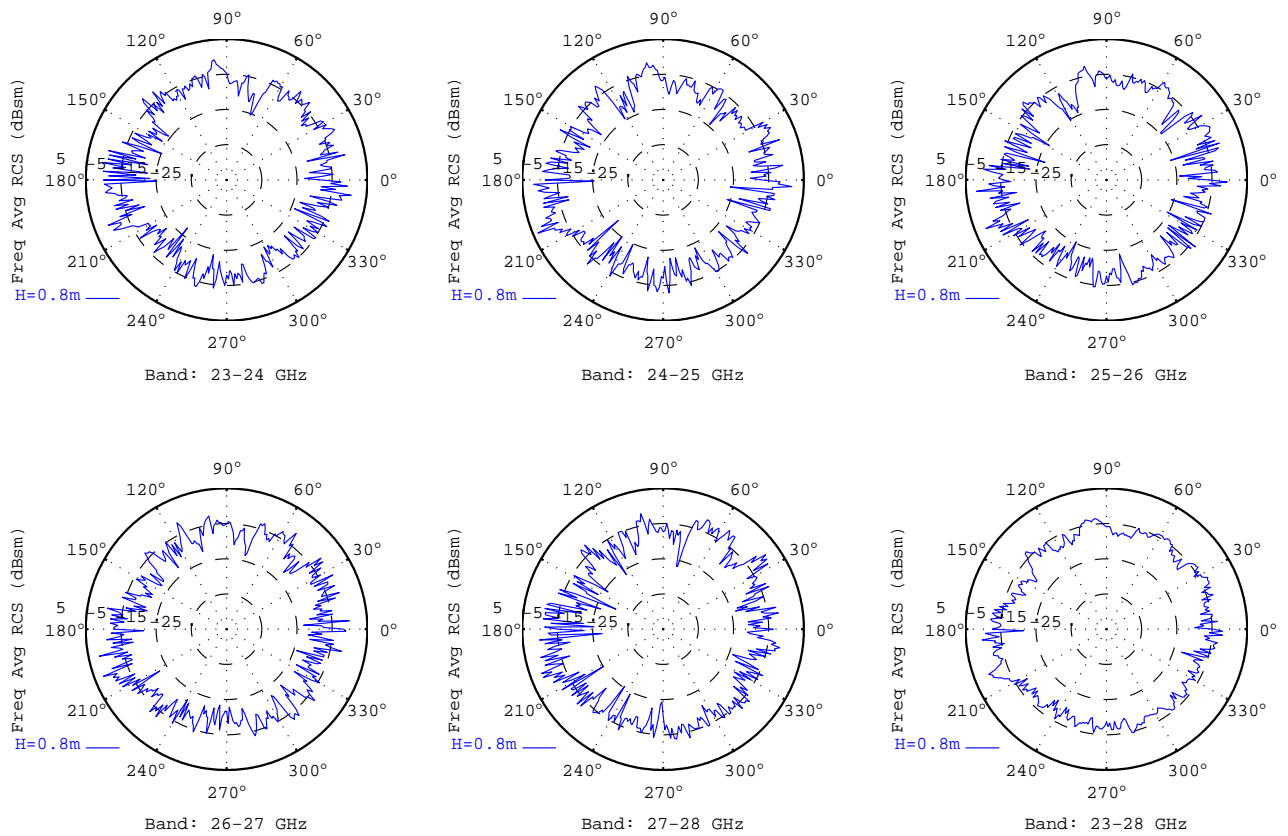 90°
120° 60°
150° 30°
5 −5 −15 −25
180° 0°
210° 330°
240° 300°
270°
Freq Avg RCS (dBsm)
H=0.8m
Band: 23−24 GHz
90°
120° 60°
150° 30°
5 −5 −15 −25
180° 0°
210° 330°
240° 300°
270°
Freq Avg RCS (dBsm)
H=0.8m
Band: 24−25 GHz
90°
120° 60°
150° 30°
5 −5 −15 −25
180° 0°
210° 330°
240° 300°
270°
Freq Avg RCS (dBsm)
H=0.8m
Band: 25−26 GHz
90°
120° 60°
150° 30°
5 −5 −15 −25
180° 0°
210° 330°
240° 300°
270°
Freq Avg RCS (dBsm)
H=0.8m
Band: 26−27 GHz
90°
120° 60°
150° 30°
5 −5 −15 −25
180° 0°
210° 330°
240° 300°
270°
Freq Avg RCS (dBsm)
H=0.8m
Band: 27−28 GHz
90°
120° 60°
150° 30°
5 −5 −15 −25
180° 0°
210° 330°
240° 300°
270°
Freq Avg RCS (dBsm)
H=0.8m
Band: 23−28 GHz